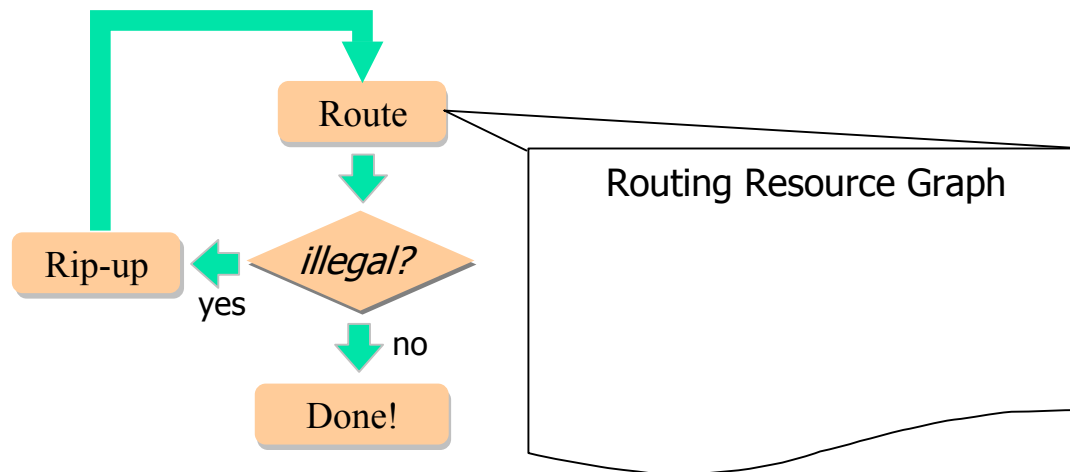 Route
Routing Resource Graph
illegal?
Rip-up
yes
no
Done!